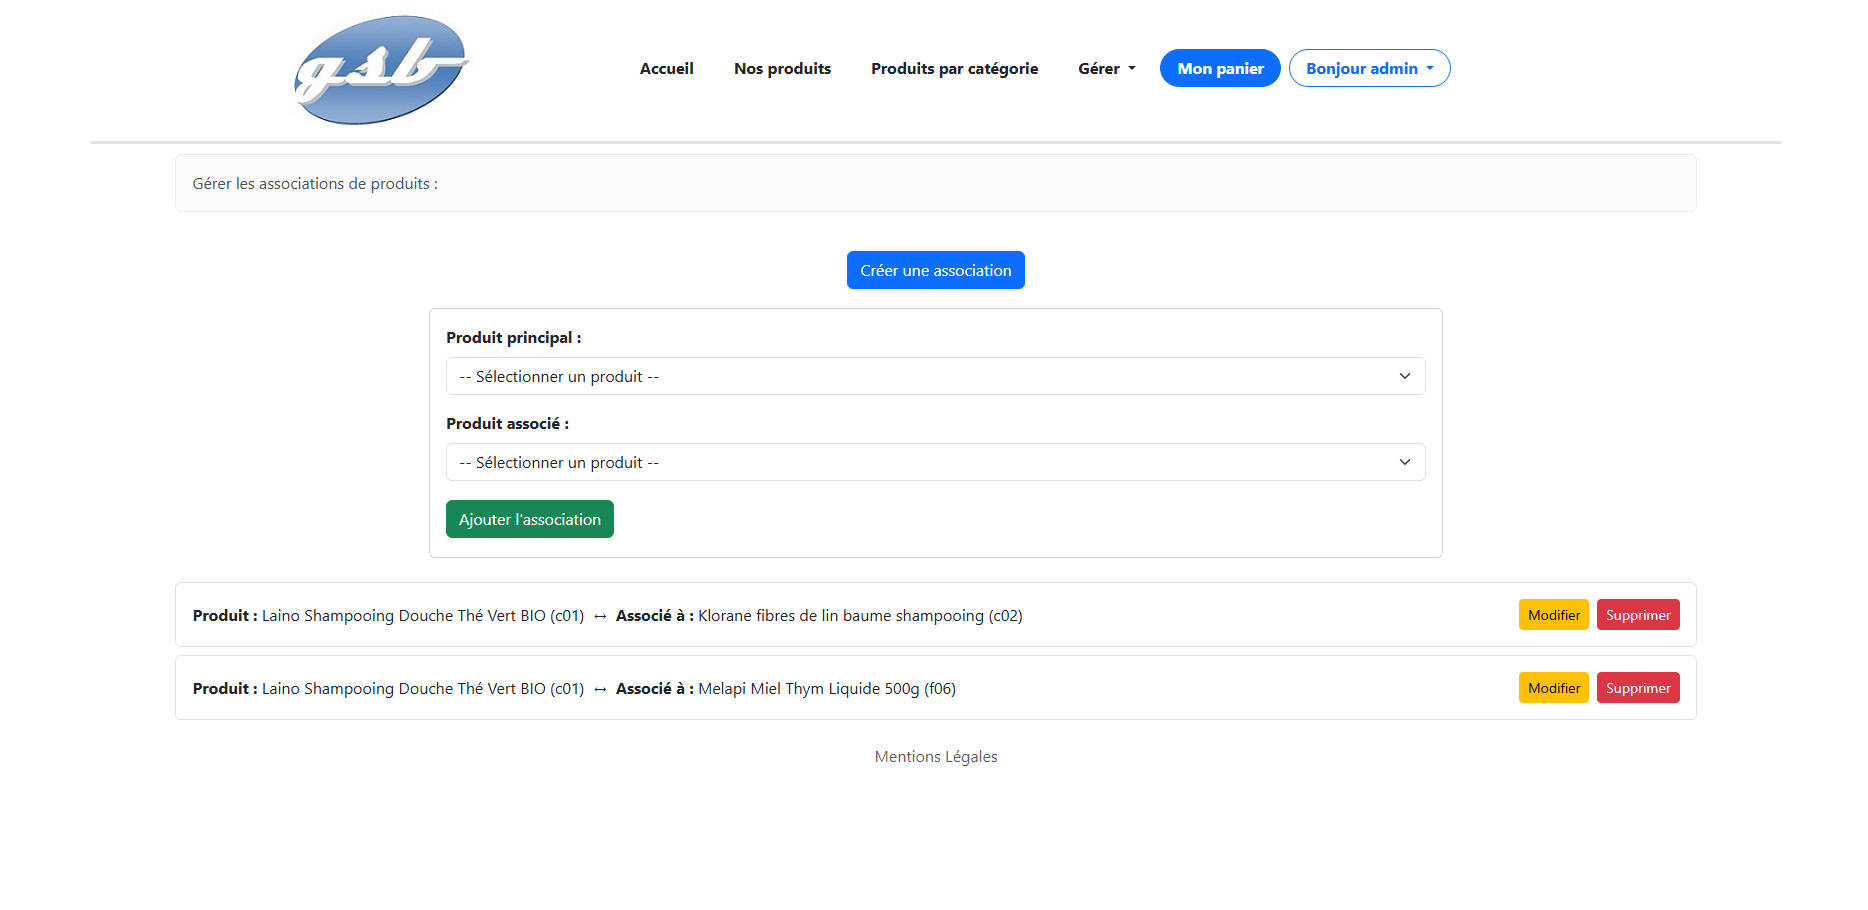 gsb
Accueil Nos produits Produits par catégorie Gérer Mon panier Bonjour admin
Gérer les associations de produits :
Créer une association
Produit principal :
-- Sélectionner un produit --
Produit associé :
-- Sélectionner un produit --
Ajouter l'association
Produit : Laino Shampooing Douche Thé Vert BIO (c01) ↔ Associé à : Klorane fibres de lin baume shampooing (c02) Modifier Supprimer
Produit : Laino Shampooing Douche Thé Vert BIO (c01) ↔ Associé à : Melapi Miel Thym Liquide 500g (f06) Modifier Supprimer
Mentions Légales